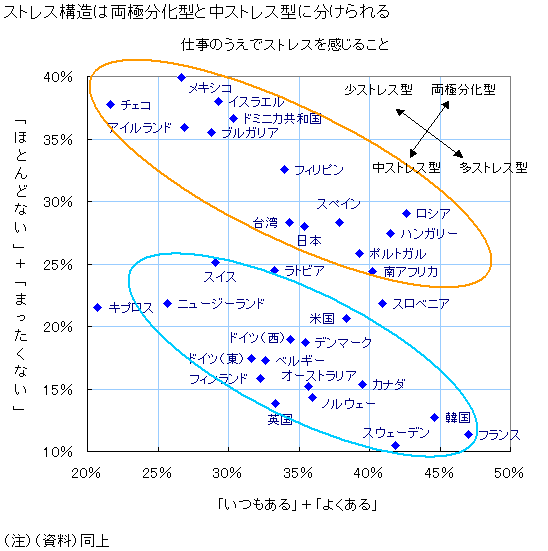 ストレス構造は両極分化型と中ストレス型に分けられる
仕事のうえでストレスを感じること
40%
35%
30%
25%
20%
15%
10%
「ほとんどない」+「まったくない」
少ストレス型
両極分化型
中ストレス型
多ストレス型
メキシコ
チェコ
イスラエル
ドミニカ共和国
アイルランド
ブルガリア
フィリピン
スペイン
ロシア
台湾
日本
ハンガリー
ポルトガル
スイス
ラトビア
南アフリカ
キプロス
ニュージーランド
スロベニア
米国
ドイツ(西)
デンマーク
ドイツ(東)
ベルギー
フィンランド
オーストラリア
カナダ
ノルウェー
英国
韓国
スウェーデン
フランス
20%
25%
30%
35%
40%
45%
50%
「いつもある」+「よくある」
(注)(資料)同上